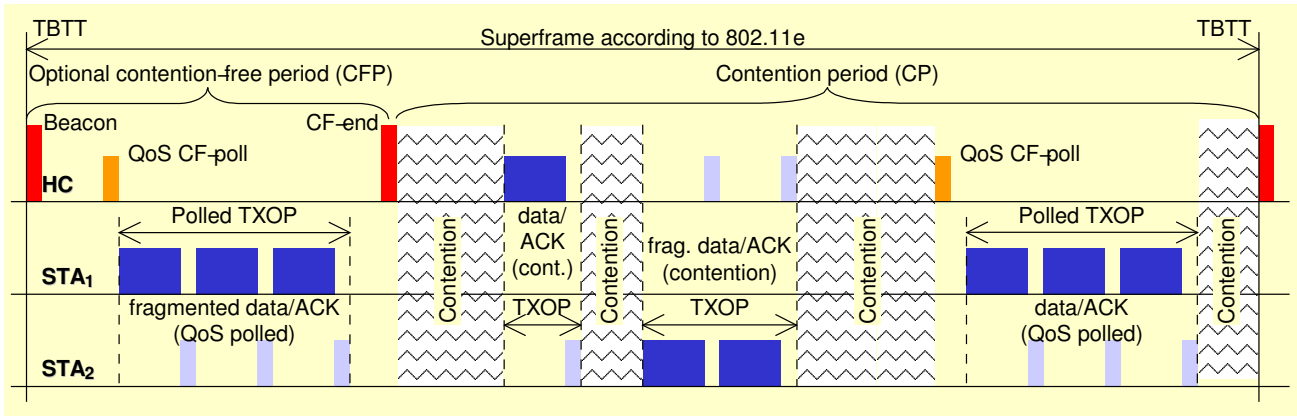 TBTT
TBTT
Superframe according to 802.11e
Optional contention–free period (CFP)
Contention period (CP)
Beacon
CF–end
QoS CF–poll
QoS CF–poll
HC
Polled TXOP
data/
ACK
(cont.)
frag. data/ACK
(contention)
Polled TXOP
Contention
Contention
Contention
Contention
STA1
fragmented data/ACK
(QoS polled)
TXOP
TXOP
data/ACK
(QoS polled)
STA2